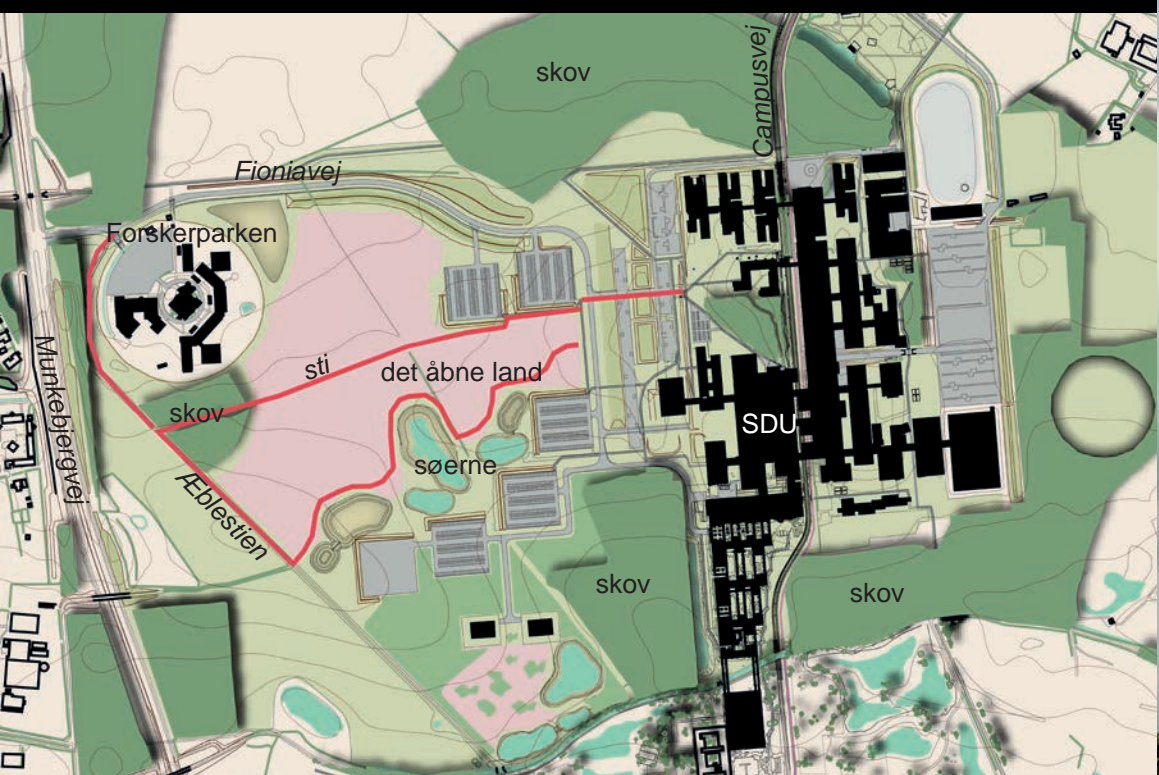 skov
Campusvej
Fioniavej
Forskerparken
sti
det åbne land
skov
SDU
Munkebjergvej
søerne
Æblestien
skov
skov